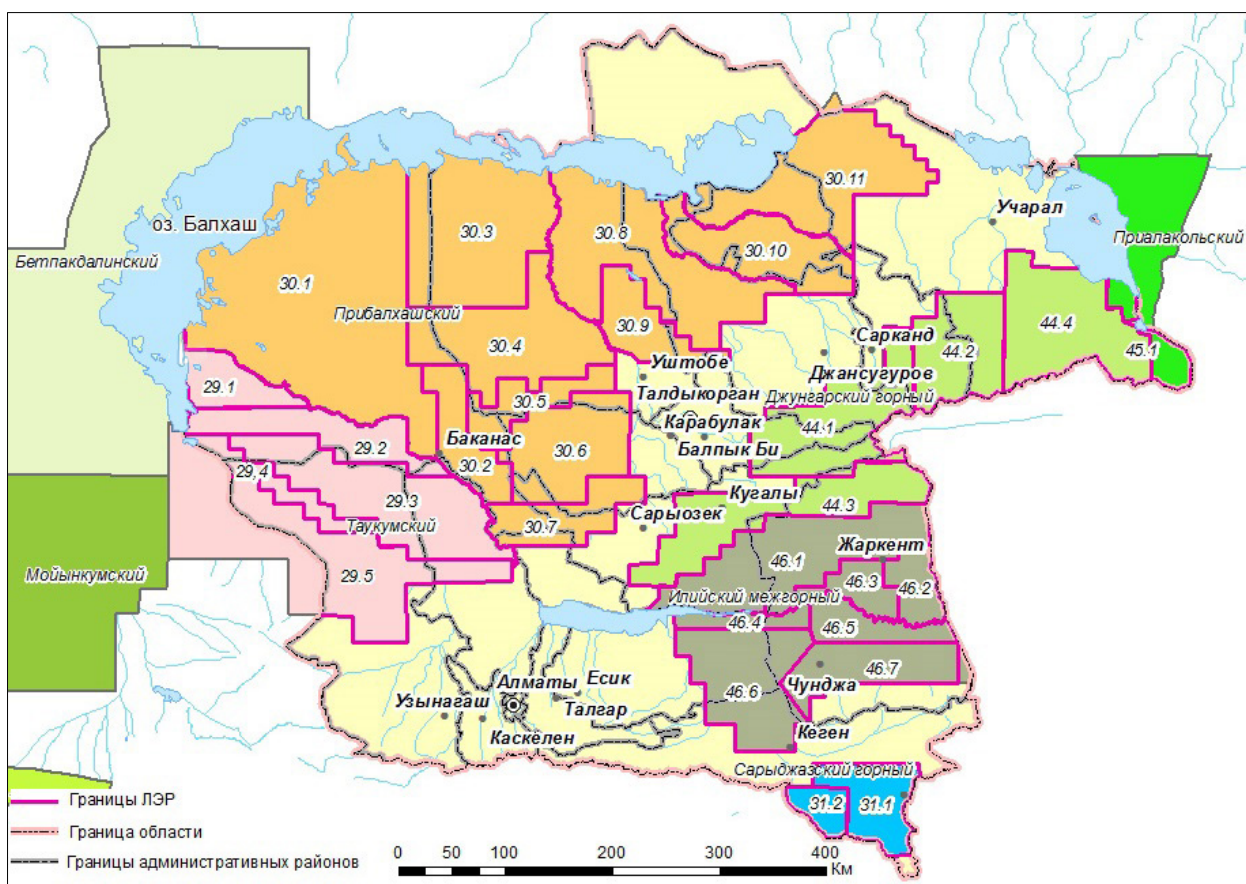 30.11
Учарал
30.3
30.8
оз. Балхаш
Приалакольский
30.10
Бетпакдалинский
30.1
Прибалхашский
30.9
Сарканд
44.4
30.4
Уштобе
44.2
45.1
Джансугуров
29.1
Талдыкорган
Джунгарский горный
30.5
Карабулак
44.1
Баканас
29.2
Балпык Би
30.6
29.4
30.2
29.3
Кугалы
44.3
Сарыозек
Таукумский
30.7
Жаркент
46.1
Мойынкумский
29.5
46.3
46.2
Илийский межгорный
46.4
46.5
46.7
Алматы
Есик
46.6
Чунджа
Узынагаш
Талгар
Каскелен
Кеген
Сарыджазский горный
Границы ЛЭР
31.2
31.1
Граница области
Границы административных районов
0 50 100 200 300 400
Км